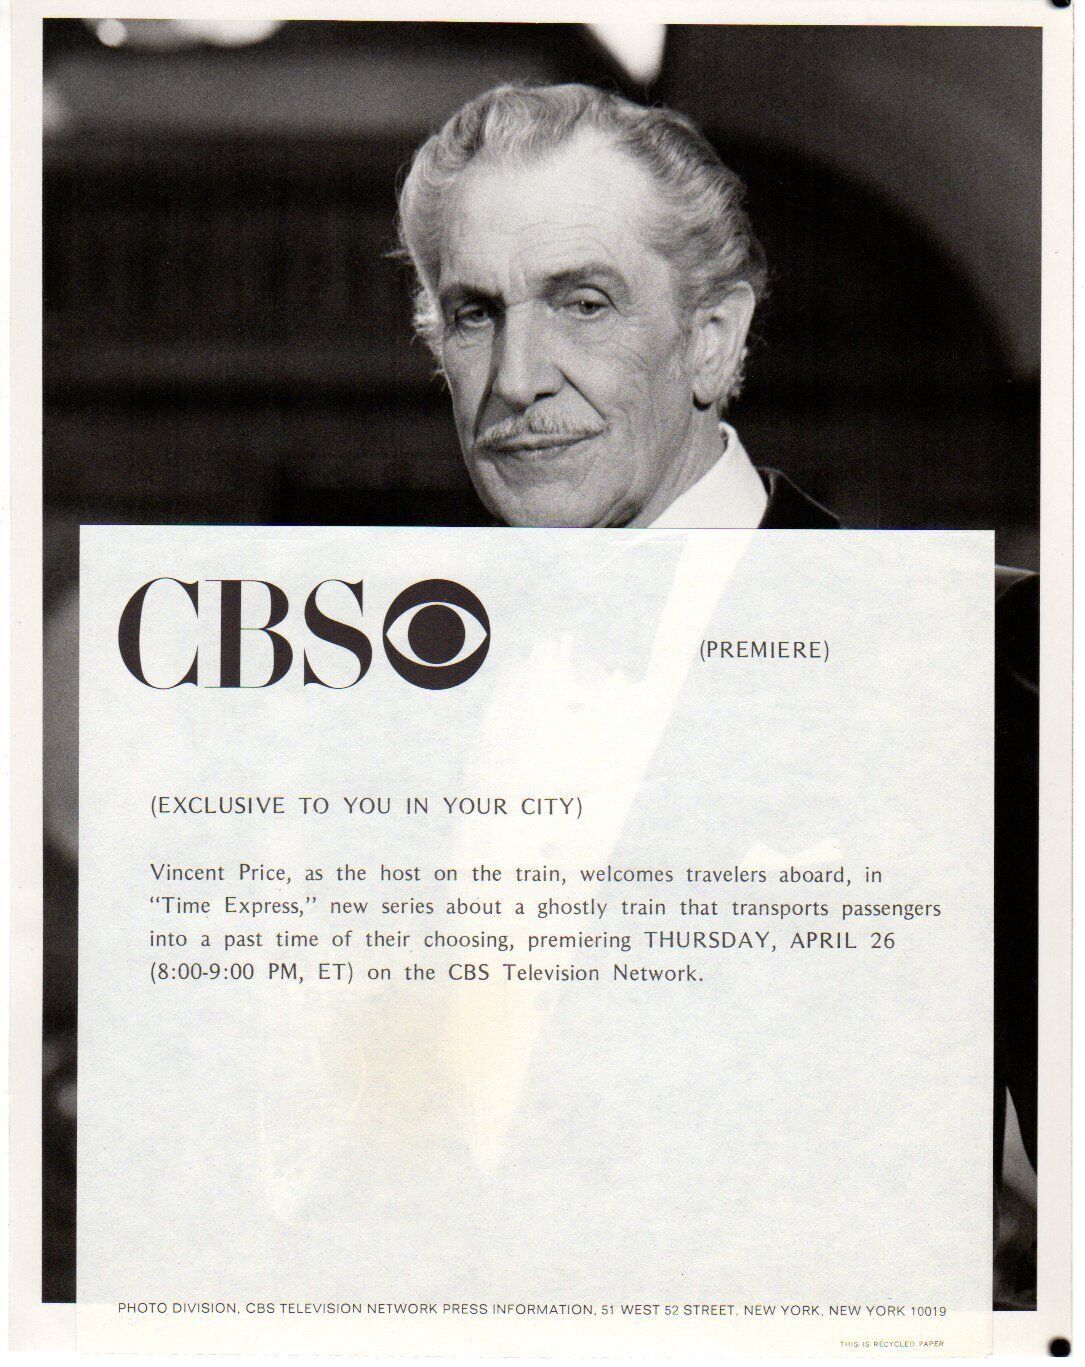 CBS
(PREMIERE)
(EXCLUSIVE TO YOU IN YOUR CITY)
Vincent Price, as the host on the train, welcomes travelers aboard, in
“Time Express,” new series about a ghostly train that transports passengers
into a past time of their choosing, premiering THURSDAY, APRIL 26
(8:00-9:00 PM, ET) on the CBS Television Network.
PHOTO DIVISION, CBS TELEVISION NETWORK PRESS INFORMATION, 51 WEST 52 STREET, NEW YORK, NEW YORK 10019
THIS IS RECYCLED PAPER